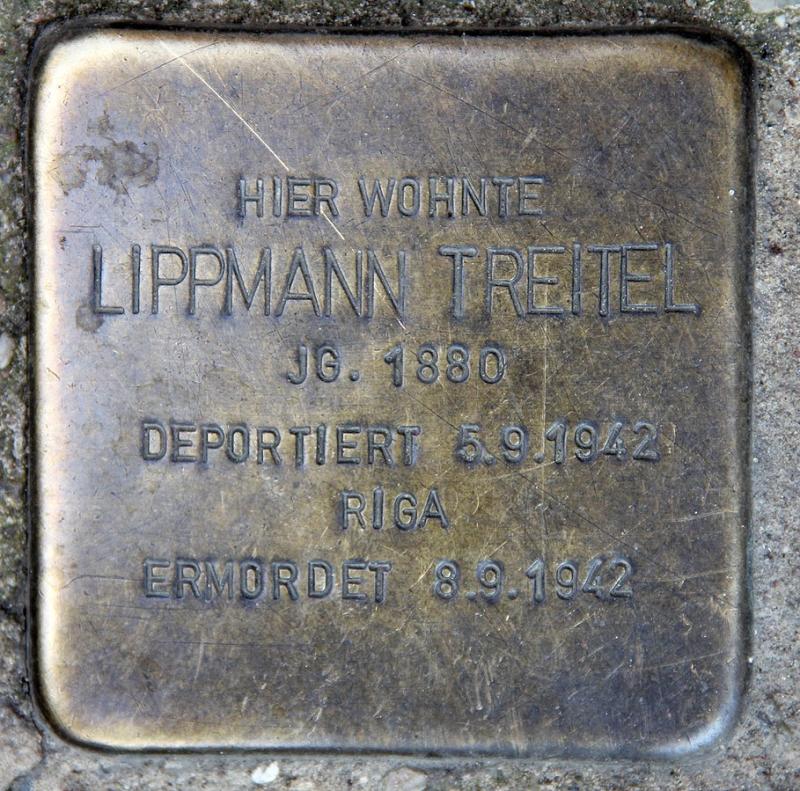 HIER WOHNTE
LIPPMANN TREITEL
JG. 1880
DEPORTIERT 5.9.1942
RIGA
ERMORDET 8.9.1942